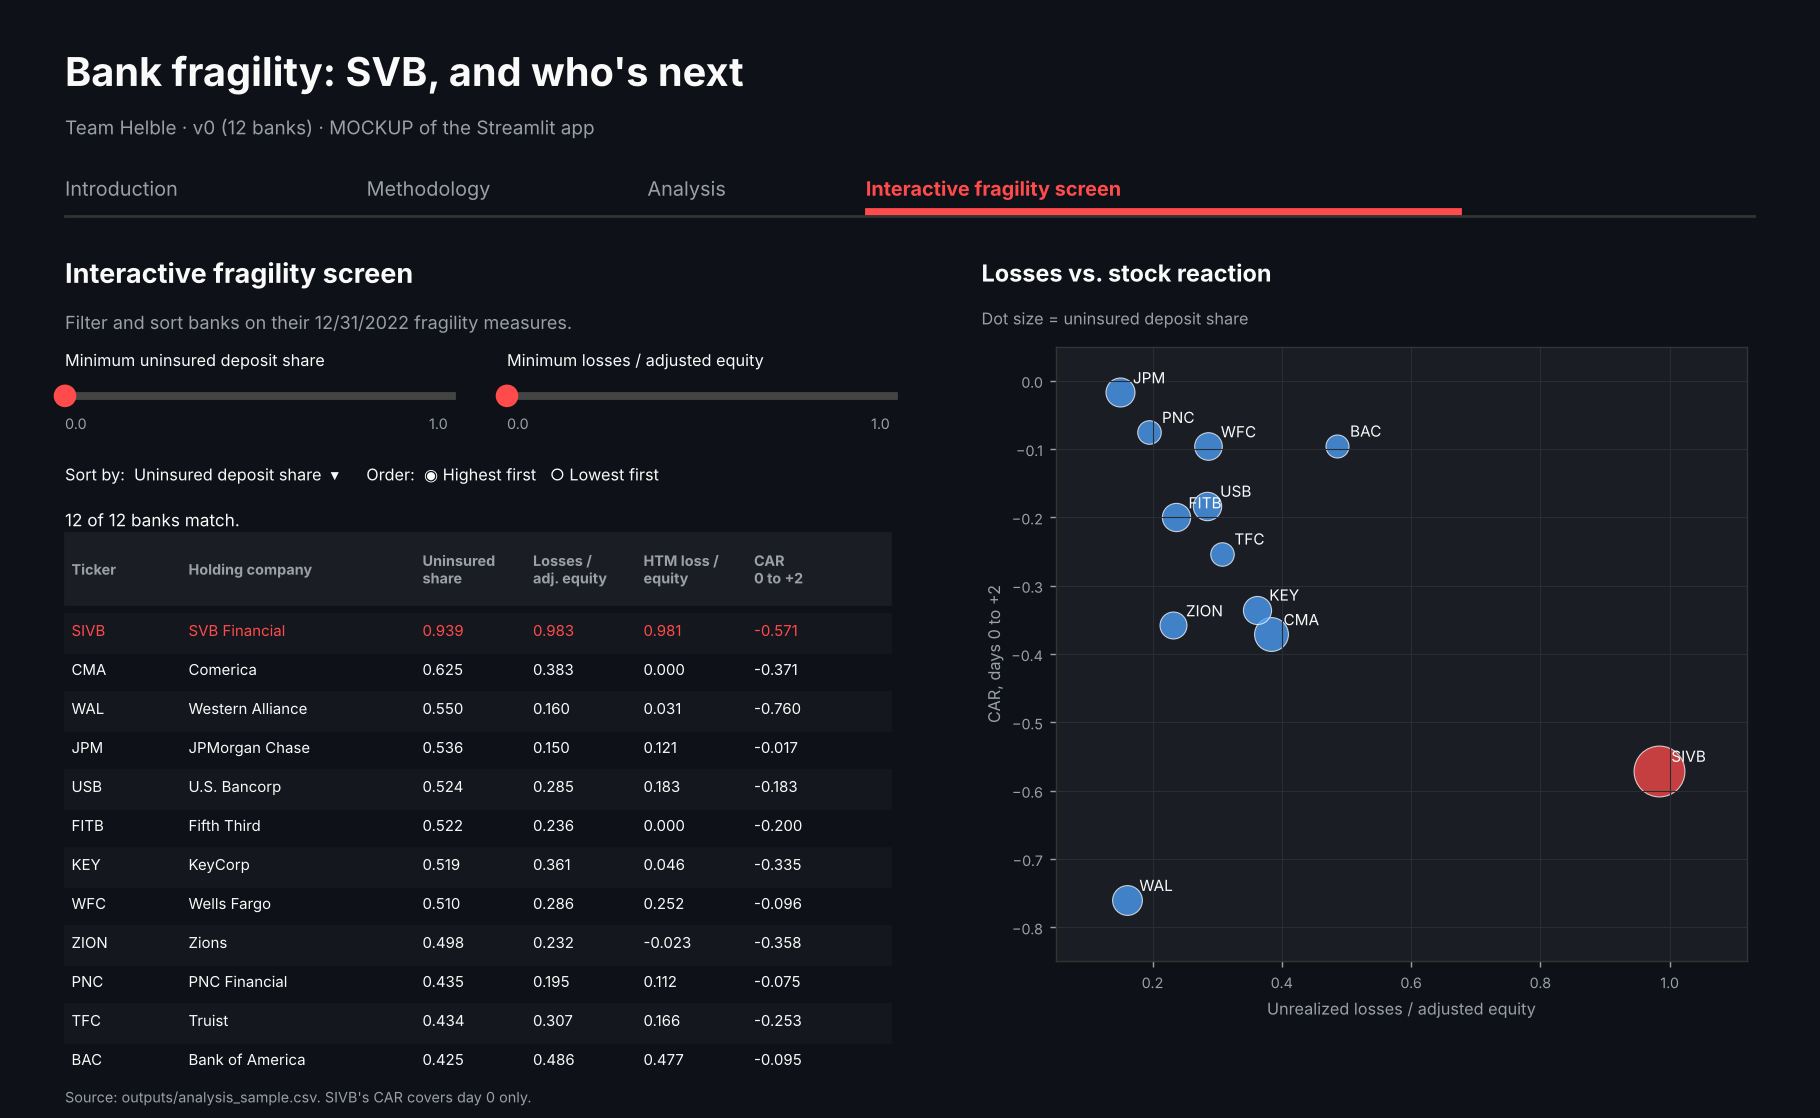 Bank fragility: SVB, and who's next
Team Helble · v0 (12 banks) · MOCKUP of the Streamlit app
Introduction Methodology Analysis Interactive fragility screen
Interactive fragility screen
Filter and sort banks on their 12/31/2022 fragility measures.
Minimum uninsured deposit share Minimum losses / adjusted equity
0.0 1.0 0.0 1.0
Sort by: Uninsured deposit share ▾ Order: ◉ Highest first ○ Lowest first
12 of 12 banks match.
Ticker Holding company Uninsured share Losses / adj. equity HTM loss / equity CAR 0 to +2
SIVB SVB Financial 0.939 0.983 0.981 -0.571
CMA Comerica 0.625 0.383 0.000 -0.371
WAL Western Alliance 0.550 0.160 0.031 -0.760
JPM JPMorgan Chase 0.536 0.150 0.121 -0.017
USB U.S. Bancorp 0.524 0.285 0.183 -0.183
FITB Fifth Third 0.522 0.236 0.000 -0.200
KEY KeyCorp 0.519 0.361 0.046 -0.335
WFC Wells Fargo 0.510 0.286 0.252 -0.096
ZION Zions 0.498 0.232 -0.023 -0.358
PNC PNC Financial 0.435 0.195 0.112 -0.075
TFC Truist 0.434 0.307 0.166 -0.253
BAC Bank of America 0.425 0.486 0.477 -0.095
Source: outputs/analysis_sample.csv. SIVB's CAR covers day 0 only.
Losses vs. stock reaction
Dot size = uninsured deposit share
CAR, days 0 to +2
0.0
−0.1
−0.2
−0.3
−0.4
−0.5
−0.6
−0.7
−0.8
JPM
PNC
WFC
BAC
USB
FITB
TFC
KEY
ZION
CMA
SIVB
WAL
0.2 0.4 0.6 0.8 1.0
Unrealized losses / adjusted equity